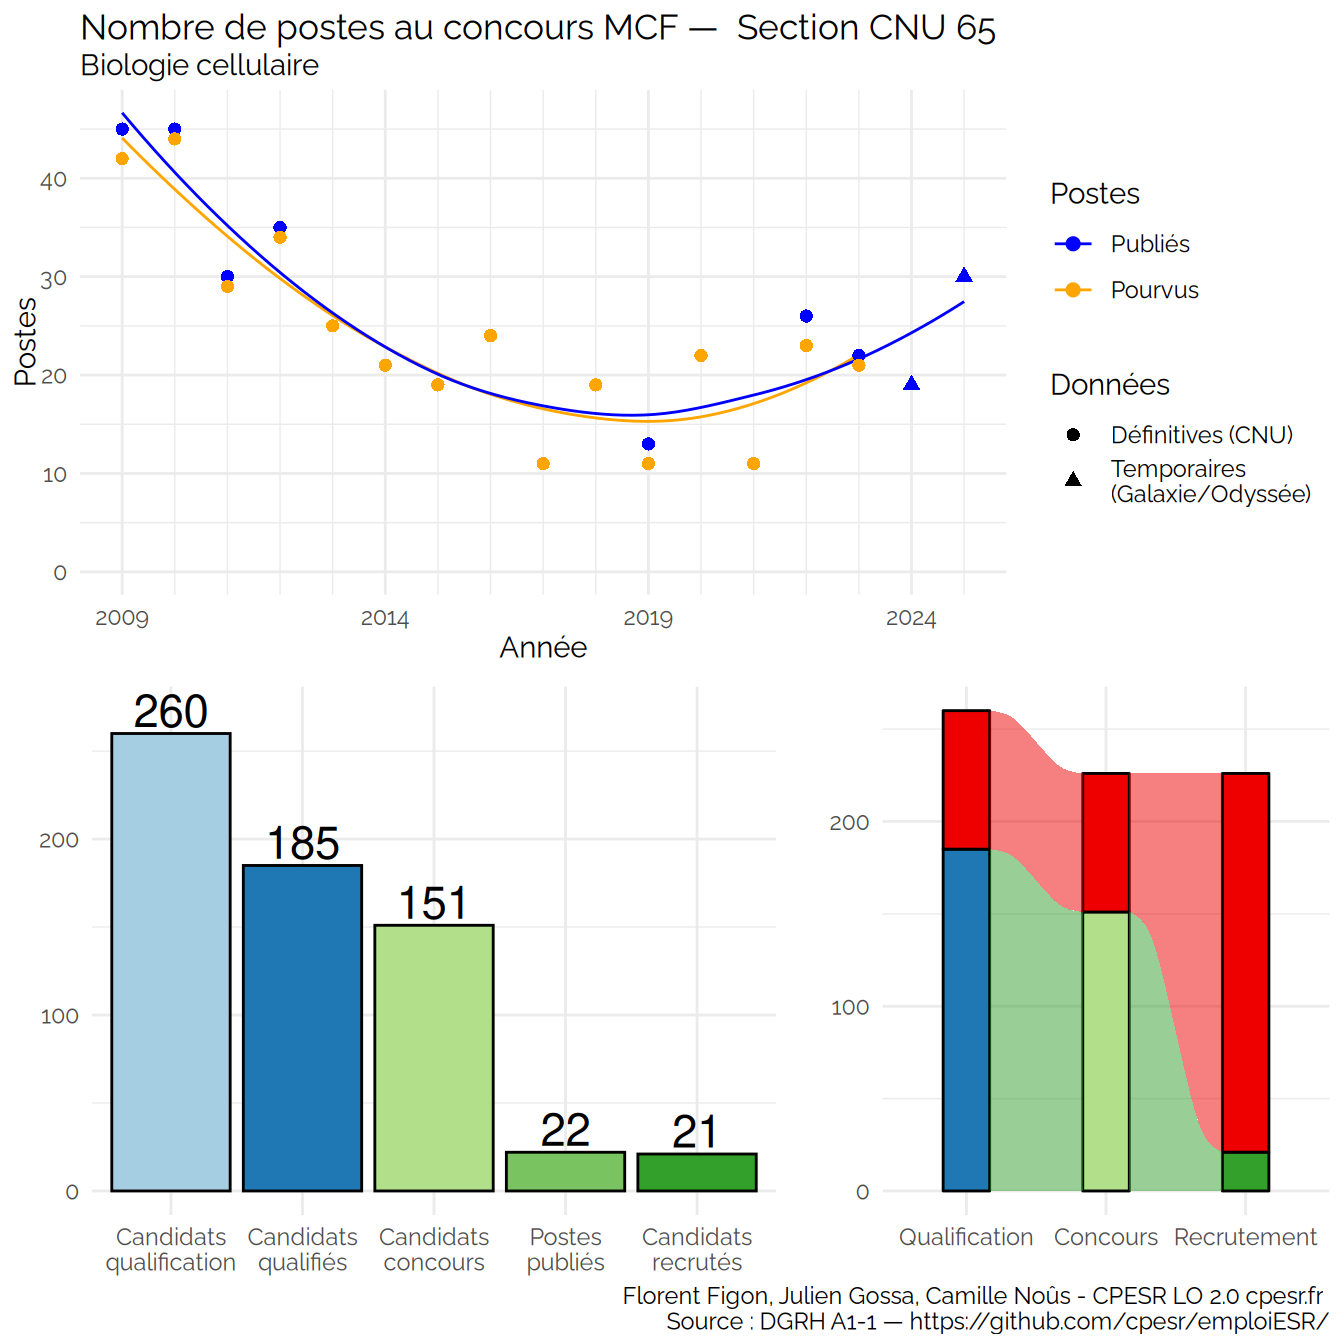 Nombre de postes au concours MCF — Section CNU 65
Biologie cellulaire
Postes
40
30
20
10
0
2009 2014 2019 2024
Année
Postes
Publiés
Pourvus
Données
Définitives (CNU)
Temporaires
(Galaxie/Odyssée)
260
185
151
22
21
200
100
0
Candidats
qualification
Candidats
qualifiés
Candidats
concours
Postes
publiés
Candidats
recrutés
200
100
0
Qualification Concours Recrutement
Florent Figon, Julien Gossa, Camille Noûs - CPESR LO 2.0 cpesr.fr
Source : DGRH A1-1 — https://github.com/cpesr/emploiESR/